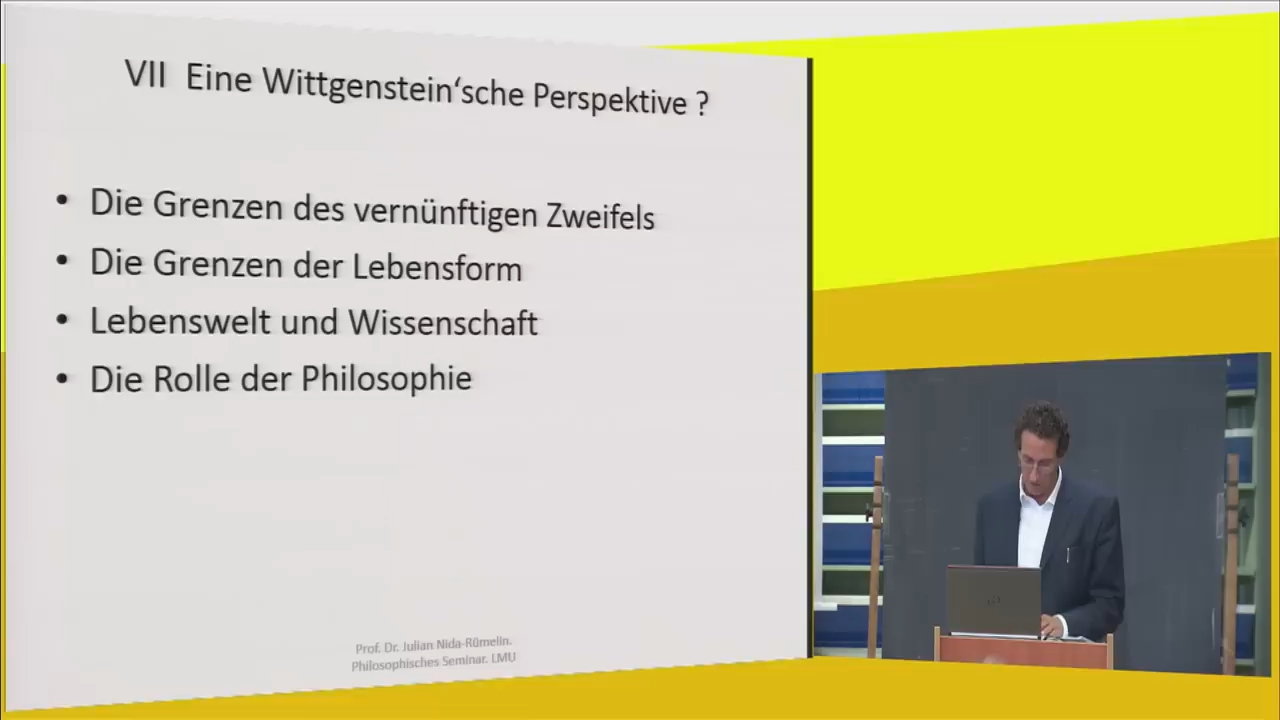 VII Eine Wittgenstein‘sche Perspektive ?
• Die Grenzen des vernünftigen Zweifels
• Die Grenzen der Lebensform
• Lebenswelt und Wissenschaft
• Die Rolle der Philosophie
Prof. Dr. Julian Nida-Rümelin.
Philosophisches Seminar. LMU